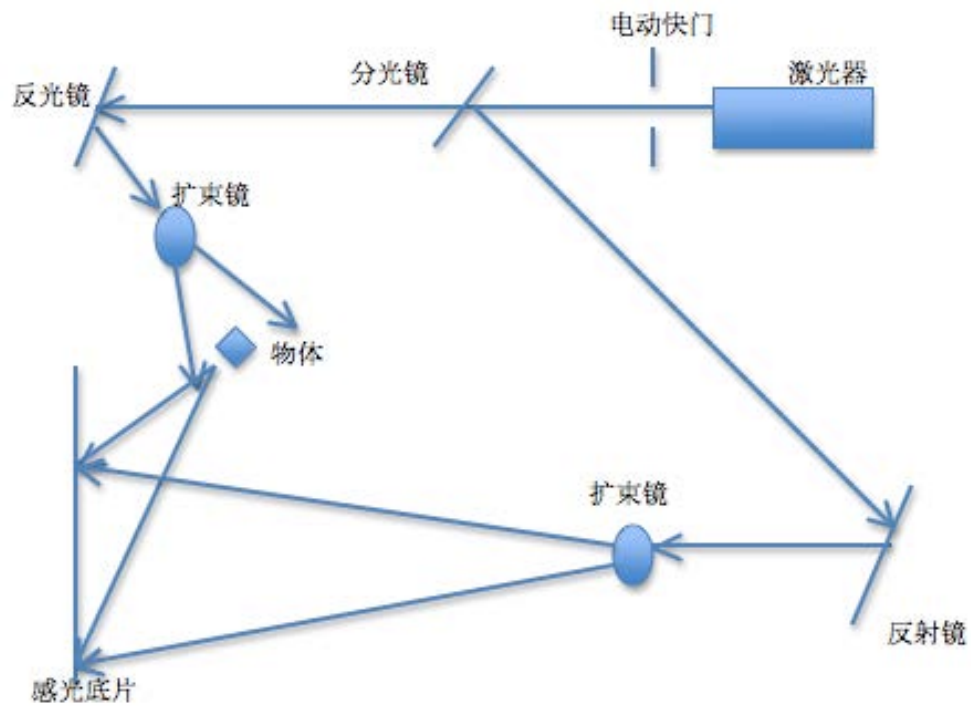 电动快门
分光镜
激光器
反光镜
扩束镜
物体
扩束镜
反射镜
感光底片